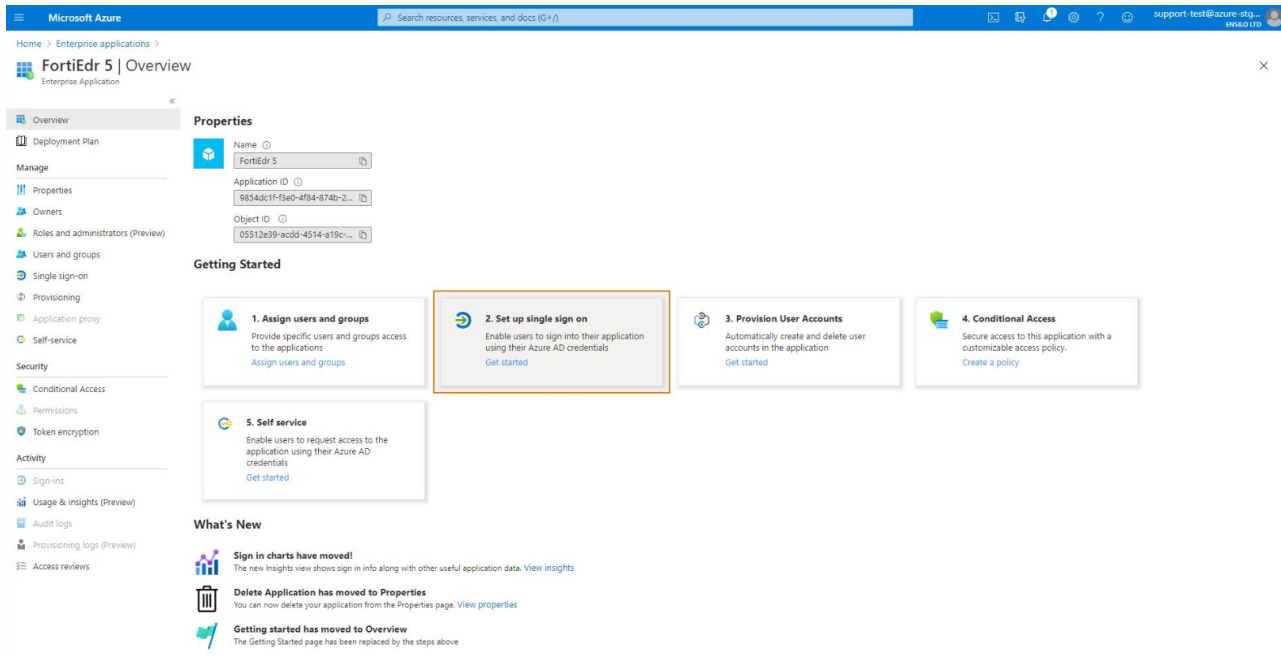 Microsoft Azure
Search resources, services, and docs (G+/)
1
support-test@azure-stg...
ENSILO LTD
Home > Enterprise applications >
FortiEdr 5 | Overview
Enterprise Application
«
Overview
Deployment Plan
Manage
Properties
Owners
Roles and administrators (Preview)
Users and groups
Single sign-on
Provisioning
Application proxy
Self-service
Security
Conditional Access
Permissions
Token encryption
Activity
Sign-ins
Usage & insights (Preview)
Audit logs
Provisioning logs (Preview)
Access reviews
Properties
Name
FortiEdr 5
Application ID
9854dc1f-f3e0-4f84-874b-2...
Object ID
05512e39-acdd-4514-a19c-...
Getting Started
1. Assign users and groups
Provide specific users and groups access
to the applications
Assign users and groups
2. Set up single sign on
Enable users to sign into their application
using their Azure AD credentials
Get started
3. Provision User Accounts
Automatically create and delete user
accounts in the application
Get started
4. Conditional Access
Secure access to this application with a
customizable access policy.
Create a policy
5. Self service
Enable users to request access to the
application using their Azure AD
credentials
Get started
What's New
Sign in charts have moved!
The new Insights view shows sign in info along with other useful application data. View insights
Delete Application has moved to Properties
You can now delete your application from the Properties page. View properties
Getting started has moved to Overview
The Getting Started page has been replaced by the steps above